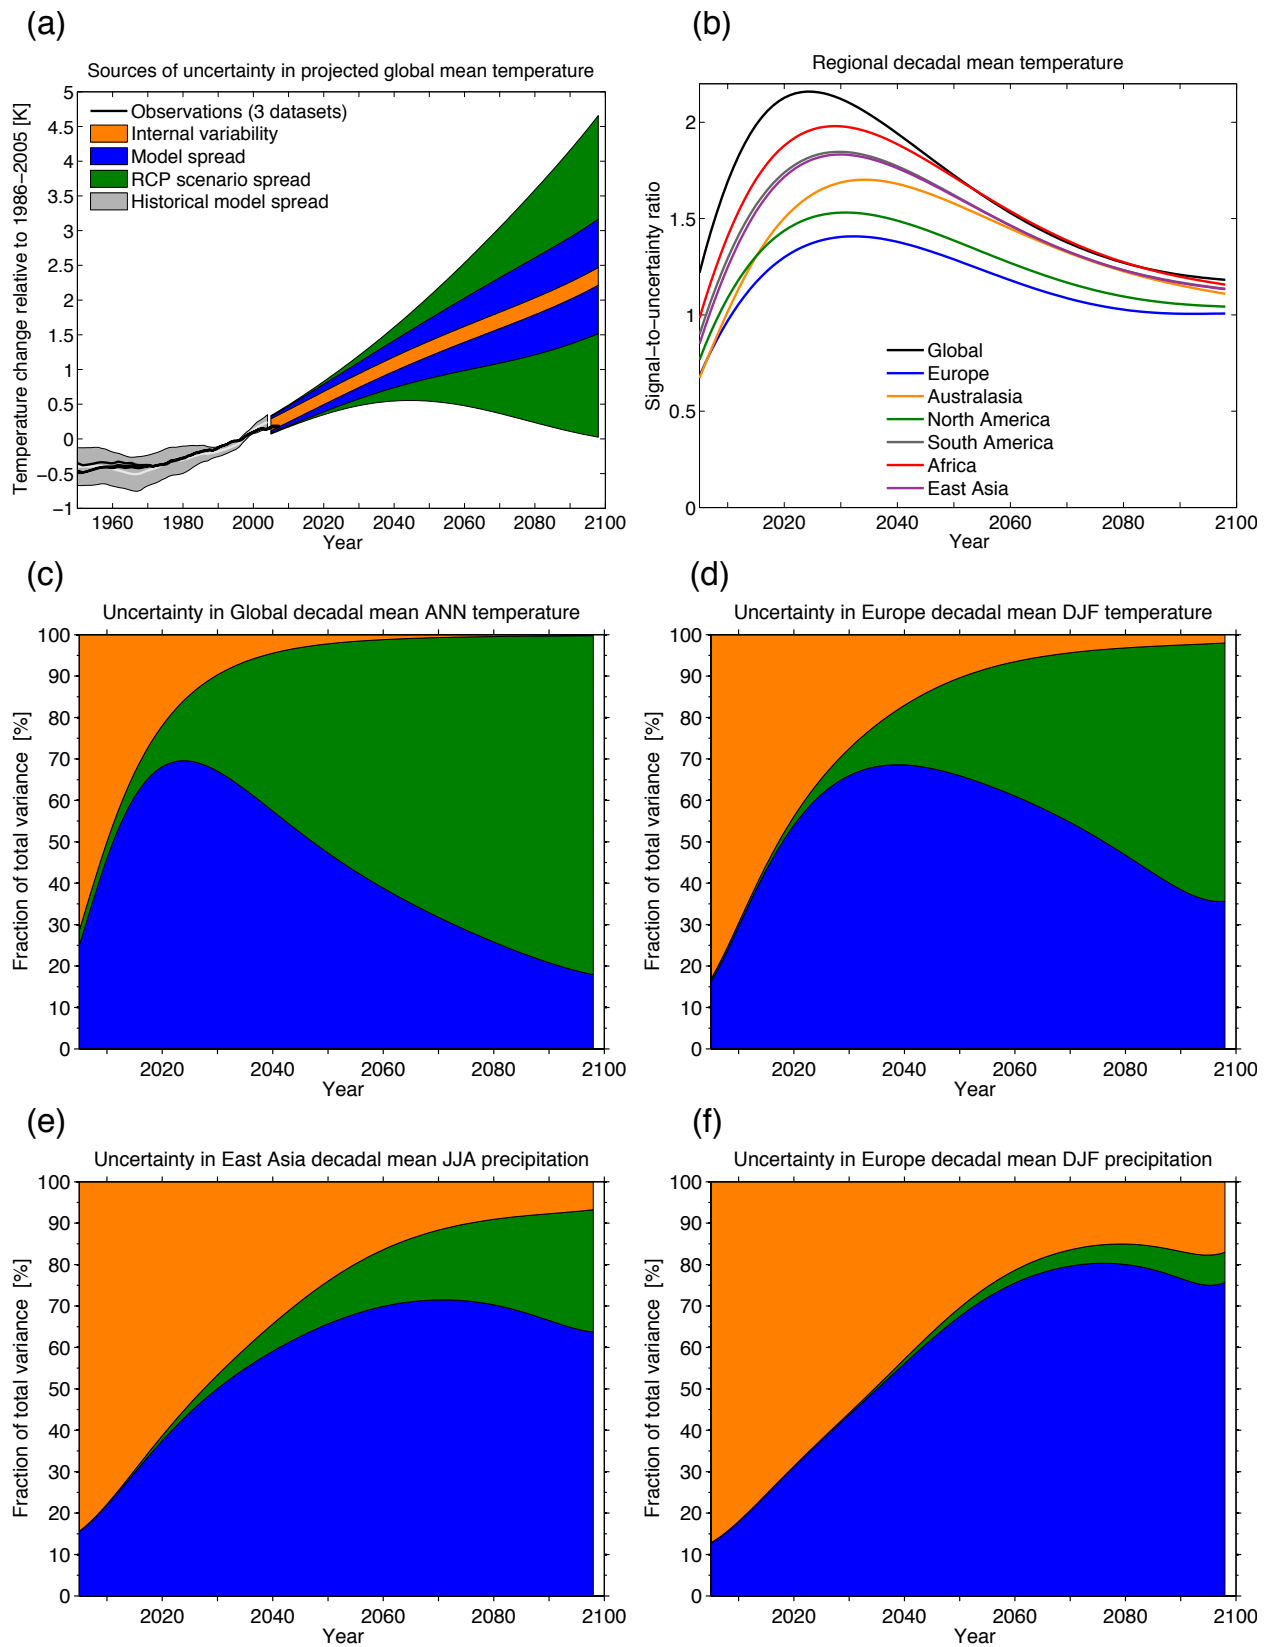 (a)
Sources of uncertainty in projected global mean temperature
Temperature change relative to 1986−2005 [K]
5
4.5
4
3.5
3
2.5
2
1.5
1
0.5
0
−0.5
−1
Observations (3 datasets)
Internal variability
Model spread
RCP scenario spread
Historical model spread
1960 1980 2000 2020 2040 2060 2080 2100
Year
(b)
Regional decadal mean temperature
Signal−to−uncertainty ratio
2
1.5
1
0.5
0
Global
Europe
Australasia
North America
South America
Africa
East Asia
2020 2040 2060 2080 2100
Year
(c)
Uncertainty in Global decadal mean ANN temperature
Fraction of total variance [%]
100
90
80
70
60
50
40
30
20
10
0
2020 2040 2060 2080 2100
Year
(d)
Uncertainty in Europe decadal mean DJF temperature
Fraction of total variance [%]
100
90
80
70
60
50
40
30
20
10
0
2020 2040 2060 2080 2100
Year
(e)
Uncertainty in East Asia decadal mean JJA precipitation
Fraction of total variance [%]
100
90
80
70
60
50
40
30
20
10
0
2020 2040 2060 2080 2100
Year
(f)
Uncertainty in Europe decadal mean DJF precipitation
Fraction of total variance [%]
100
90
80
70
60
50
40
30
20
10
0
2020 2040 2060 2080 2100
Year